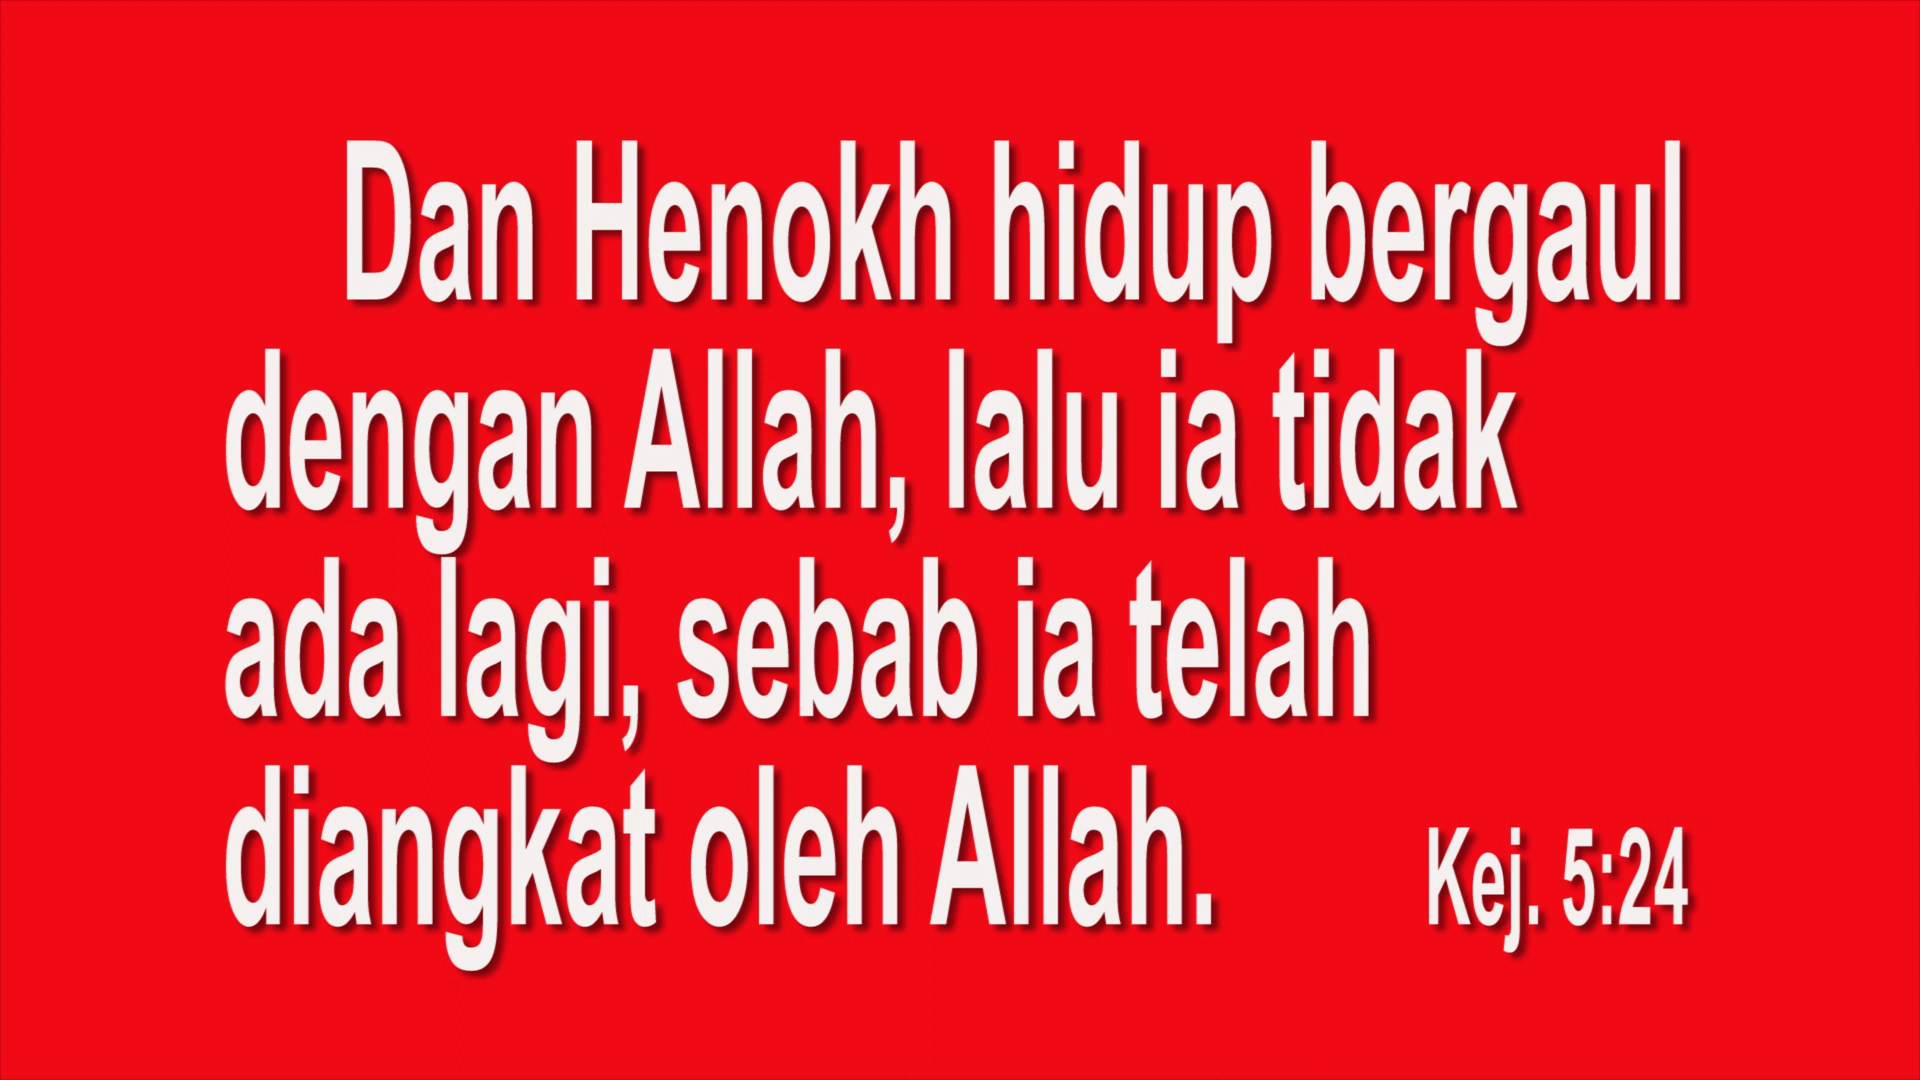 Dan Henokh hidup bergaul
dengan Allah, lalu ia tidak
ada lagi, sebab ia telah
diangkat oleh Allah. Kej. 5:24